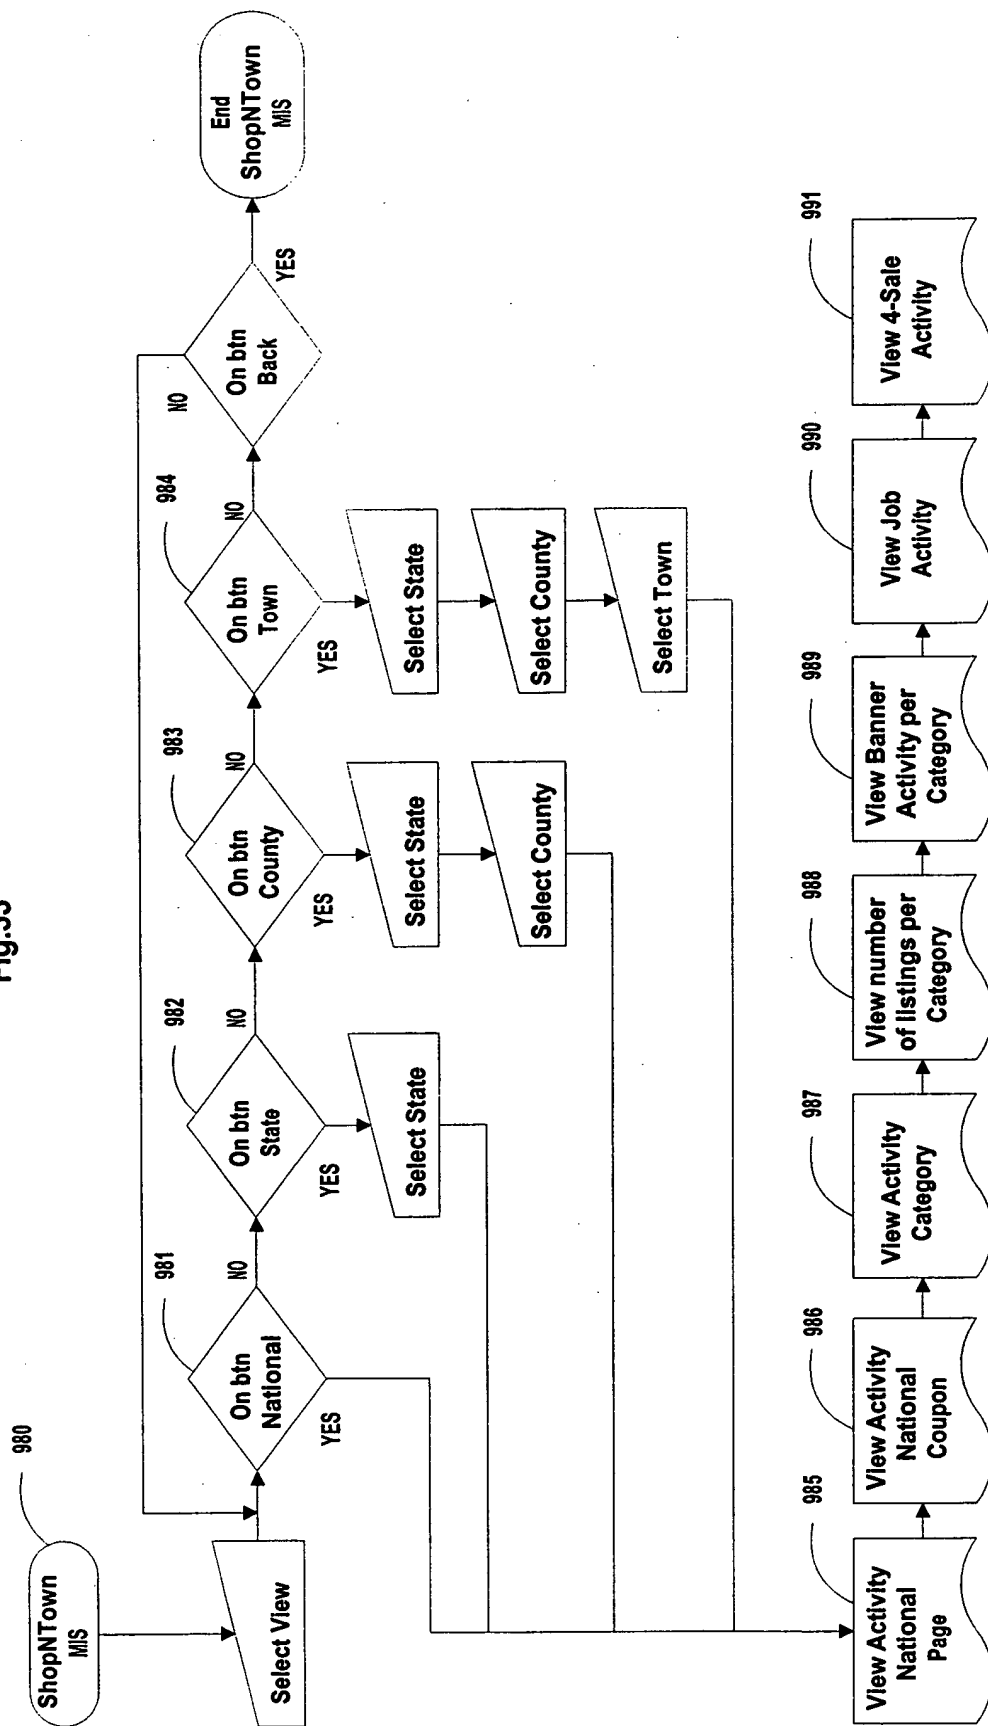 Fig.53
ShopNTown
MIS
980
Select View
On btn
National
981
YES
NO
On btn
State
982
YES
NO
Select State
On btn
County
983
YES
NO
Select State
Select County
On btn
Town
984
YES
NO
Select State
Select County
Select Town
On btn
Back
NO
YES
End
ShopNTown
MIS
View Activity
National
Page
985
View Activity
National
Coupon
986
View Activity
Category
987
View number
of listings per
Category
988
View Banner
Activity per
Category
989
View Job
Activity
990
View 4-Sale
Activity
991